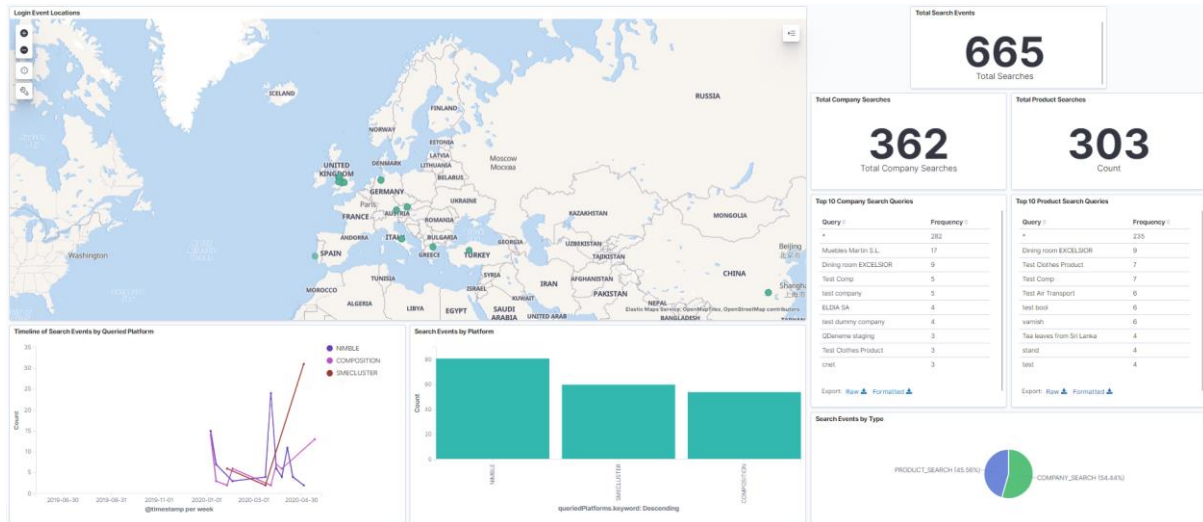 Login Event Locations
ICELAND
RUSSIA
FINLAND
NORWAY
ESTONIA
LATVIA
LITHUANIA
Moscow
Москва
DENMARK
UNITED
KINGDOM
BELARUS
GERMANY
Paris
UKRAINE
AUSTRIA
FRANCE
ROMANIA
KAZAKHSTAN
MONGOLIA
ANDORRA
ITALY
BULGARIA
GEORGIA
UZBEKISTAN
Beijing
Washington
SPAIN
GREECE
TURKEY
TAJIKISTAN
SYRIA
TUNISIA
AFGHANISTAN
CHINA
MOROCCO
ISRAEL
IRAN
PAKISTAN
KUWAIT
ALGERIA
LIBYA
EGYPT
SAUDI
ARABIA
NEPAL
UNITED ARAB
BANGLADESH
Elastic Maps Service, OpenMapTiles, OpenStreetMap contributors
Total Search Events
665
Total Searches
Total Company Searches
362
Total Company Searches
Total Product Searches
303
Count
Top 10 Company Search Queries
Query Frequency
* 282
Muebles Martin S.L. 17
Dining room EXCELSIOR 9
Test Comp 5
test company 5
ELDIA SA 4
test dummy company 4
QDeneme staging 3
Test Clothes Product 3
cnet 3
Export: Raw Formatted
Top 10 Product Search Queries
Query Frequency
* 235
Dining room EXCELSIOR 9
Test Clothes Product 7
Test Comp 7
Test Air Transport 6
test bool 6
varnish 6
Tea leaves from Sri Lanka 4
stand 4
test 4
Export: Raw Formatted
Timeline of Search Events by Queried Platform
NIMBLE
COMPOSITION
SMECLUSTER
35
30
25
20
15
10
5
0
Count
2019-06-30 2019-08-31 2019-11-01 2020-01-01 2020-03-01 2020-04-30
@timestamp per week
Search Events by Platform
80
60
40
20
0
Count
NIMBLE
SMECLUSTER
COMPOSITION
queriedPlatforms.keyword: Descending
Search Events by Type
PRODUCT_SEARCH (45.56%)
COMPANY_SEARCH (54.44%)